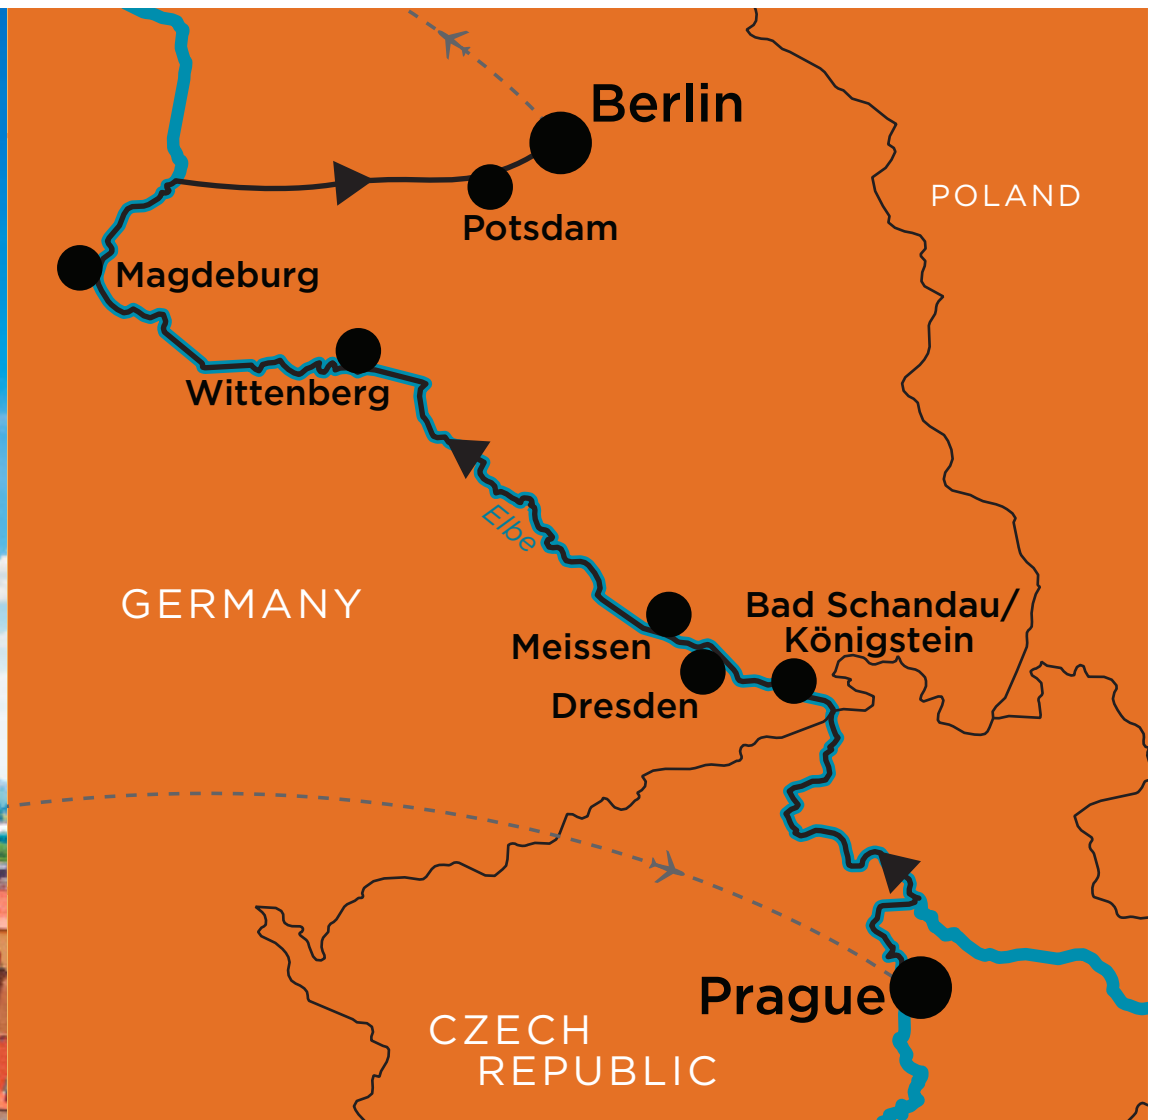 Berlin
POLAND
Potsdam
Magdeburg
Wittenberg
Elbe
GERMANY
Bad Schandau/
Königstein
Meissen
Dresden
Prague
CZECH
REPUBLIC